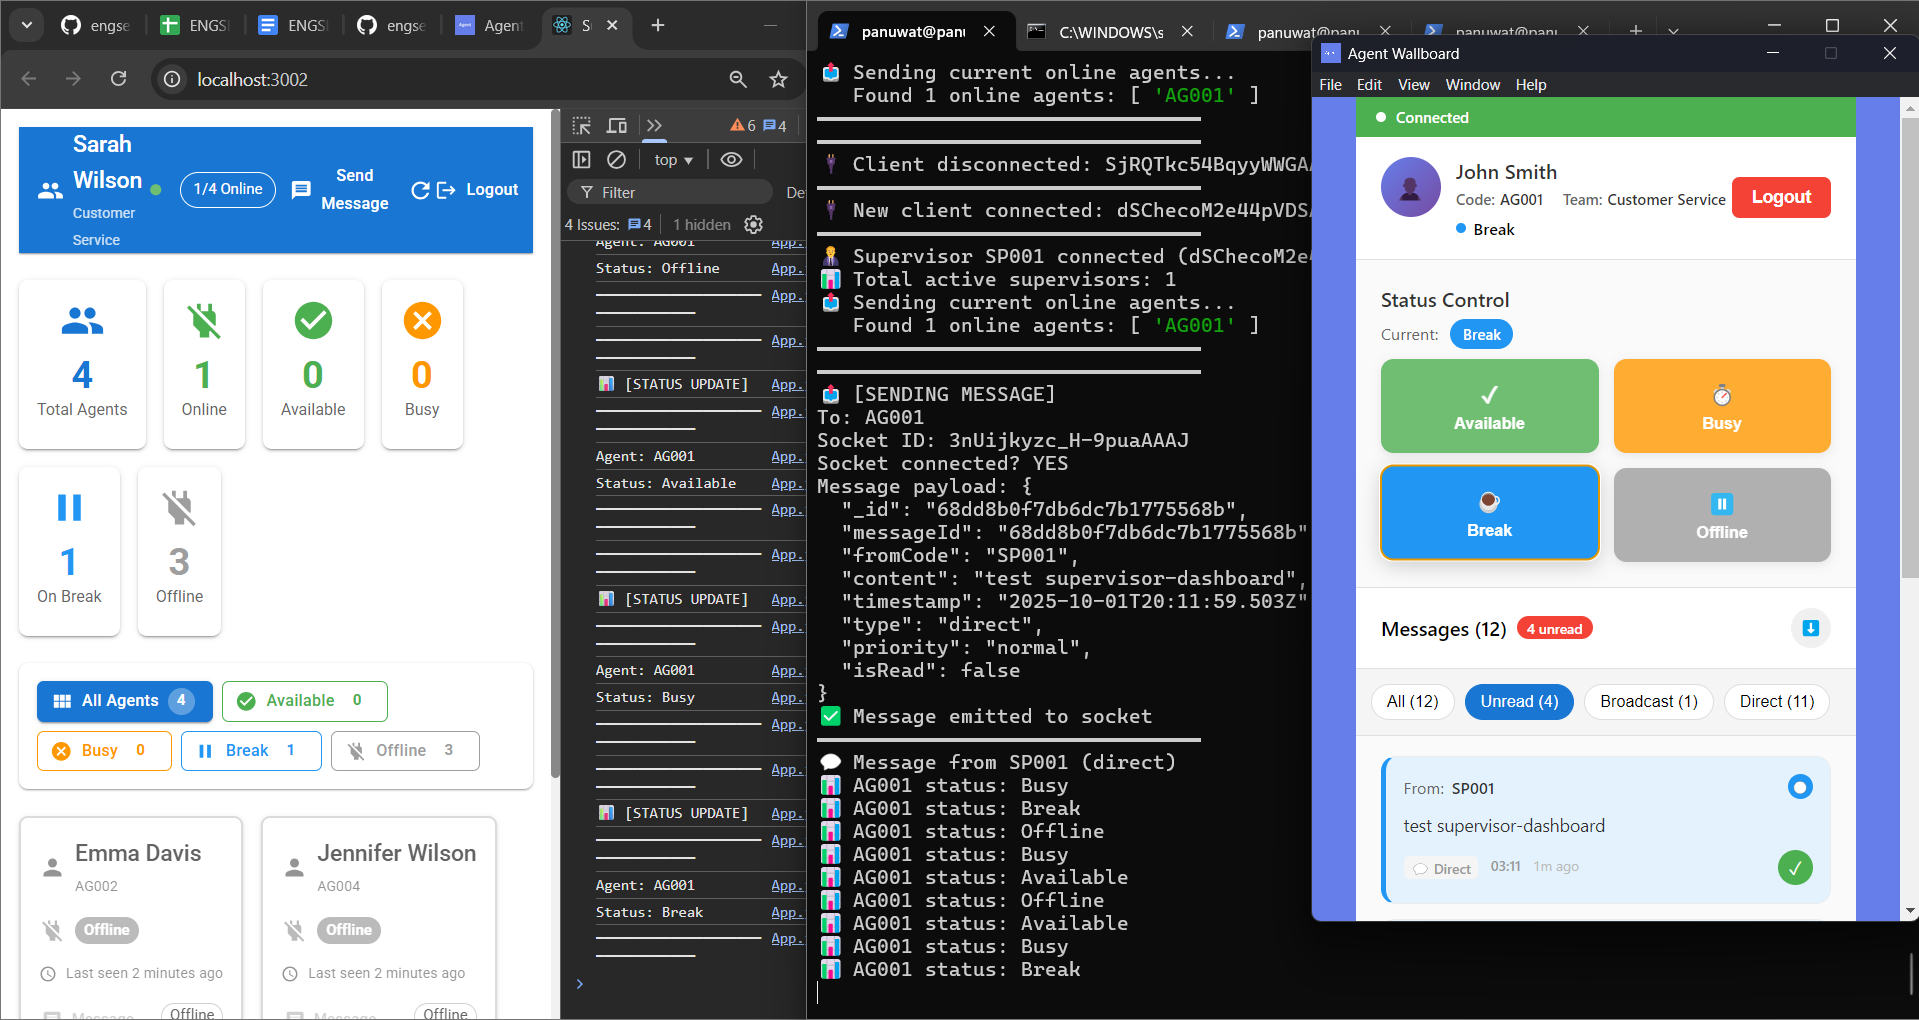 engse
ENGS
ENGS
engse
Agent
S
localhost:3002
Sarah
Wilson
Customer
Service
1/4 Online
Send
Message
Logout
4
Total Agents
1
Online
0
Available
0
Busy
1
On Break
3
Offline
All Agents 4
Available 0
Busy 0
Break 1
Offline 3
Emma Davis
AG002
Offline
Last seen 2 minutes ago
Message
Offline
Jennifer Wilson
AG004
Offline
Last seen 2 minutes ago
Message
Offline
6
4
top
Filter
De
4 Issues: 4
1 hidden
Agent: AG001 App.
Status: Offline App.
App.
App.
[STATUS UPDATE] App.
App.
Agent: AG001 App.
Status: Available App.
App.
App.
[STATUS UPDATE] App.
App.
Agent: AG001 App.
Status: Busy App.
App.
App.
[STATUS UPDATE] App.
App.
Agent: AG001 App.
Status: Break App.
App.
panuwat@panu
C:\WINDOWS\s
panuwat@panu
panuwat@panu
Sending current online agents...
Found 1 online agents: [ 'AG001' ]
Client disconnected: SjRQTkc54BqyyWWGA
New client connected: dSChecoM2e44pVDS
Supervisor SP001 connected (dSChecoM2e
Total active supervisors: 1
Sending current online agents...
Found 1 online agents: [ 'AG001' ]
[SENDING MESSAGE]
To: AG001
Socket ID: 3nUijkyzc_H-9puaAAAJ
Socket connected? YES
Message payload: {
"_id": "68dd8b0f7db6dc7b1775568b",
"messageId": "68dd8b0f7db6dc7b1775568b"
"fromCode": "SP001",
"content": "test supervisor-dashboard",
"timestamp": "2025-10-01T20:11:59.503Z"
"type": "direct",
"priority": "normal",
"isRead": false
}
Message emitted to socket
Message from SP001 (direct)
AG001 status: Busy
AG001 status: Break
AG001 status: Offline
AG001 status: Busy
AG001 status: Available
AG001 status: Offline
AG001 status: Available
AG001 status: Busy
AG001 status: Break
Agent Wallboard
File Edit View Window Help
Connected
John Smith
Code: AG001 Team: Customer Service
Break
Logout
Status Control
Current: Break
Available
Busy
Break
Offline
Messages (12) 4 unread
All (12)
Unread (4)
Broadcast (1)
Direct (11)
From: SP001
test supervisor-dashboard
Direct 03:11 1m ago